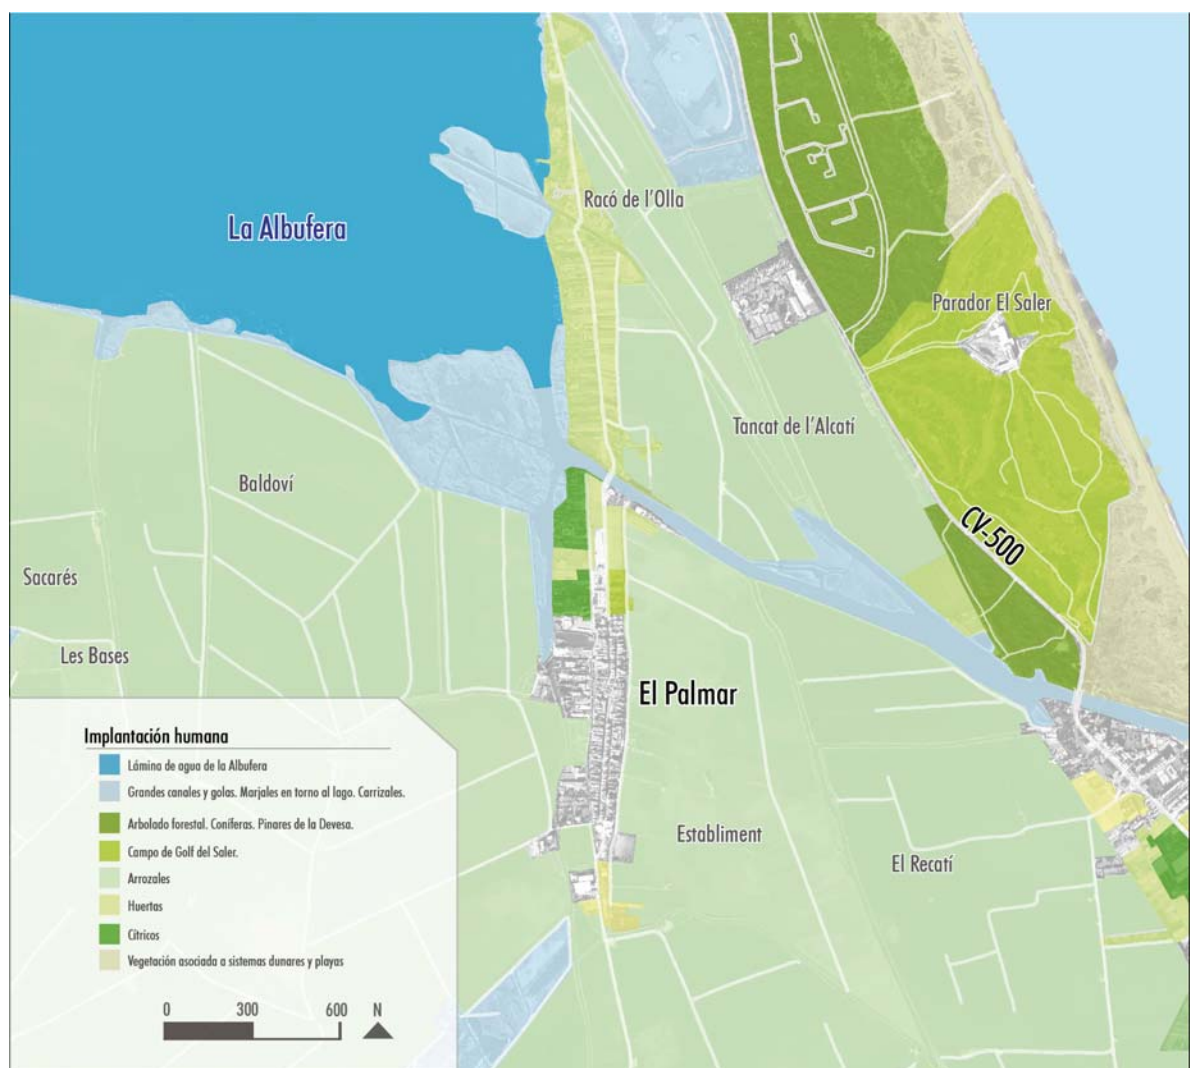 Racó de l'Olla
La Albufera
Parador El Saler
Tancat de l'Alcatí
Baldoví
CV-500
Sacarés
Les Bases
El Palmar
Establiment
El Recatí
Implantación humana
Lámina de agua de la Albufera
Grandes canales y golas. Marjales en torno al lago. Carrizales.
Arbolado forestal. Coníferas. Pinares de la Devesa.
Campo de Golf del Saler.
Arrozales
Huertas
Cítricos
Vegetación asociada a sistemas dunares y playas
0 300 600 N